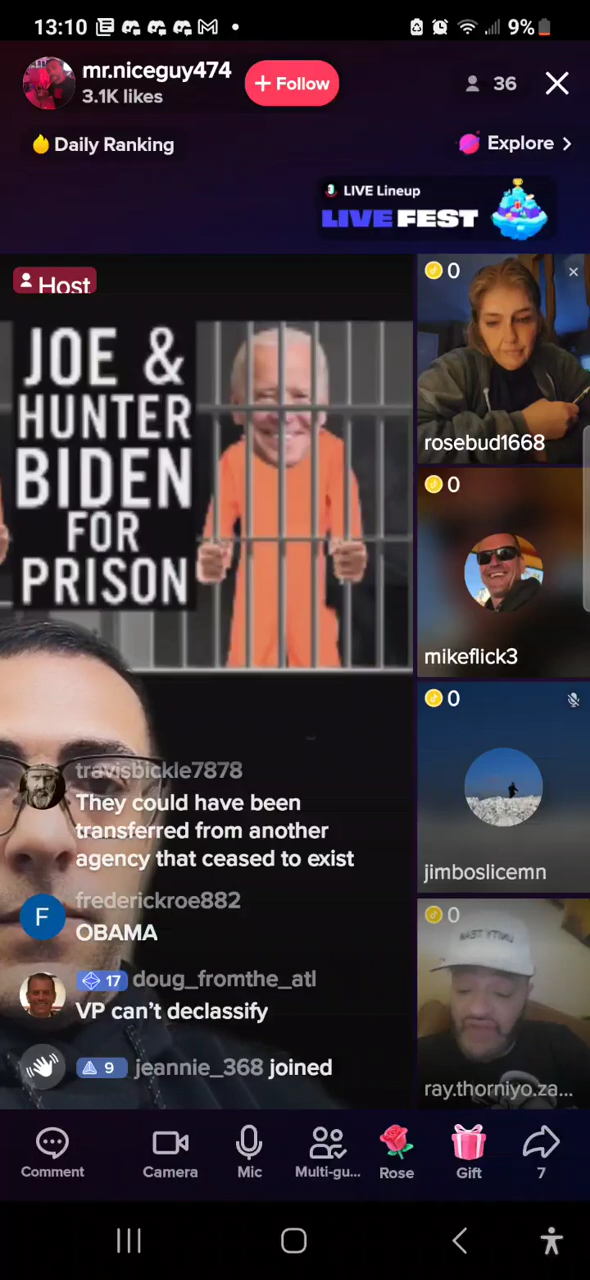 13:10
9%
mr.niceguy474
3.1K likes
+ Follow
36
Daily Ranking
Explore >
LIVE Lineup
LIVE FEST
Host
JOE &
HUNTER
BIDEN
FOR
PRISON
0
rosebud1668
0
mikeflick3
0
jimboslicemn
0
UNITY TEAM
ray.thorniyo.za...
travisbickle7878
They could have been
transferred from another
agency that ceased to exist
F
frederickroe882
OBAMA
17 doug_fromthe_atl
VP can't declassify
9 jeannie_368 joined
Comment
Camera
Mic
Multi-gu...
Rose
Gift
7